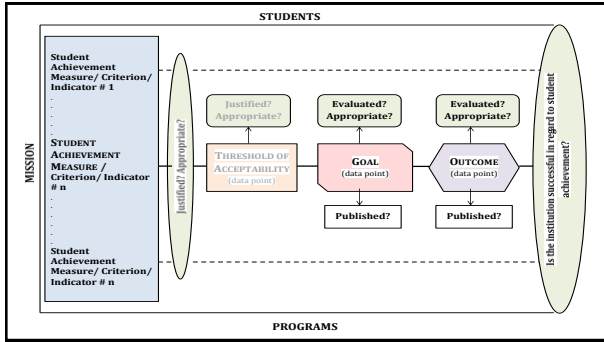 STUDENTS
MISSION
Student
Achievement
Measure/ Criterion/
Indicator # 1
.
.
.
.
STUDENT
ACHIEVEMENT
MEASURE /
Criterion/Indicator
# n
.
.
.
.
.
Student
Achievement
Measure/ Criterion/
Indicator # n
Justified? Appropriate?
Justified?
Appropriate?
THRESHOLD OF
ACCEPTABILITY
(data point)
Evaluated?
Appropriate?
GOAL
(data point)
Published?
Evaluated?
Appropriate?
OUTCOME
(data point)
Published?
Is the institution successful in regard to student
achievement?
PROGRAMS